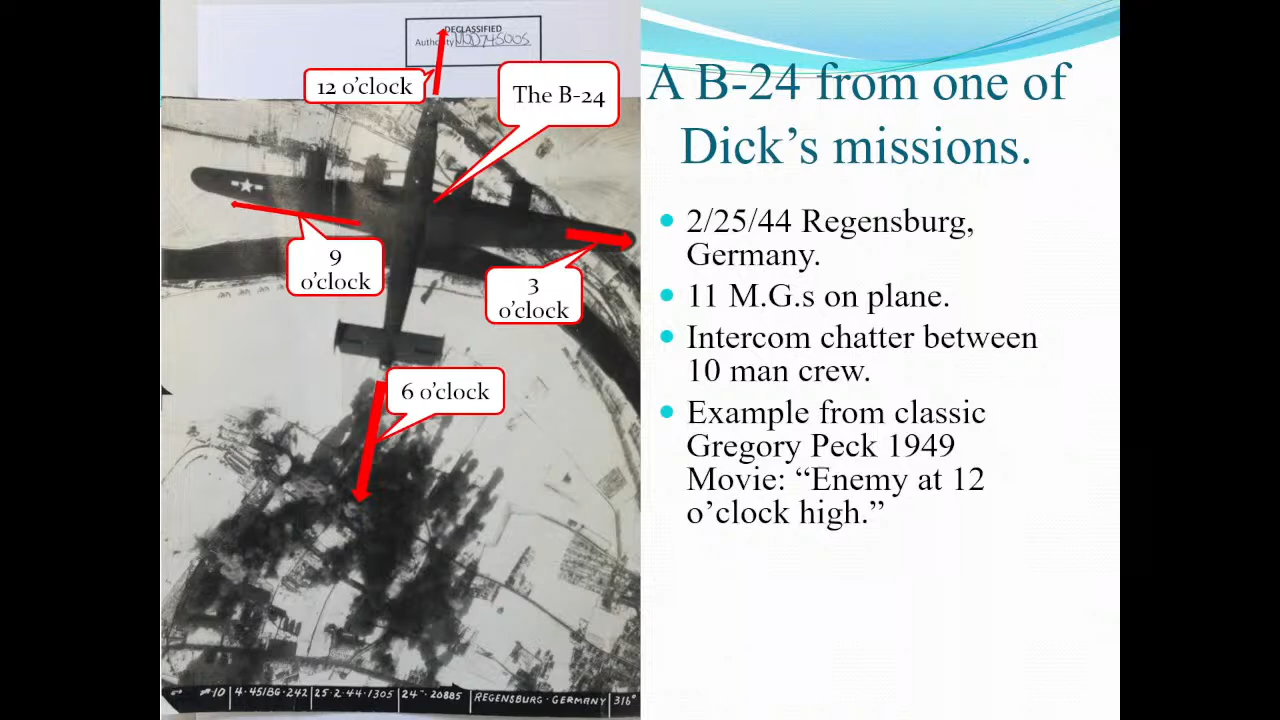 DECLASSIFIED
Authority NND745005
12 o'clock
The B-24
9
o'clock
3
o'clock
6 o'clock
10 4·451BG·242 25·2·44·1305 24"·20885 REGENSBURG·GERMANY 316°
A B-24 from one of
Dick's missions.
2/25/44 Regensburg,
Germany.
11 M.G.s on plane.
Intercom chatter between
10 man crew.
Example from classic
Gregory Peck 1949
Movie: “Enemy at 12
o'clock high.”